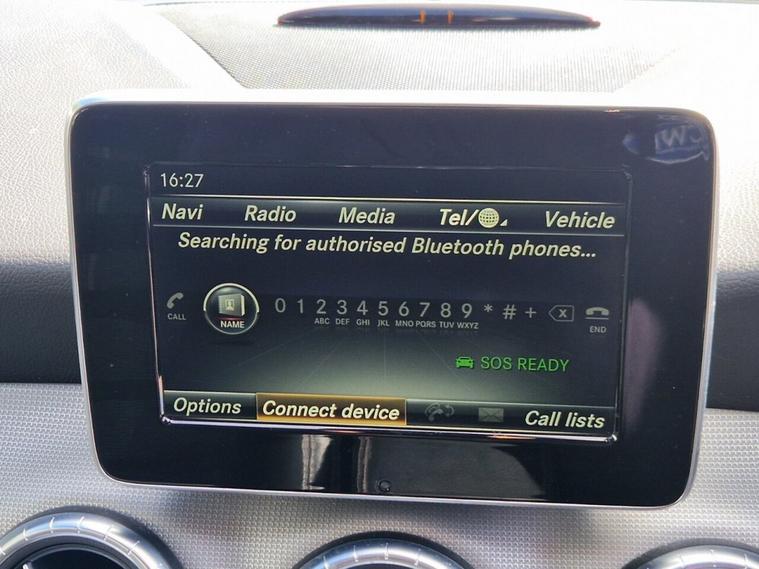 16:27
Navi Radio Media Tel/ Vehicle
Searching for authorised Bluetooth phones...
0 1 2 3 4 5 6 7 8 9 * # +
CALL NAME ABC DEF GHI JKL MNO PQRS TUV WXYZ END
SOS READY
Options Connect device Call lists